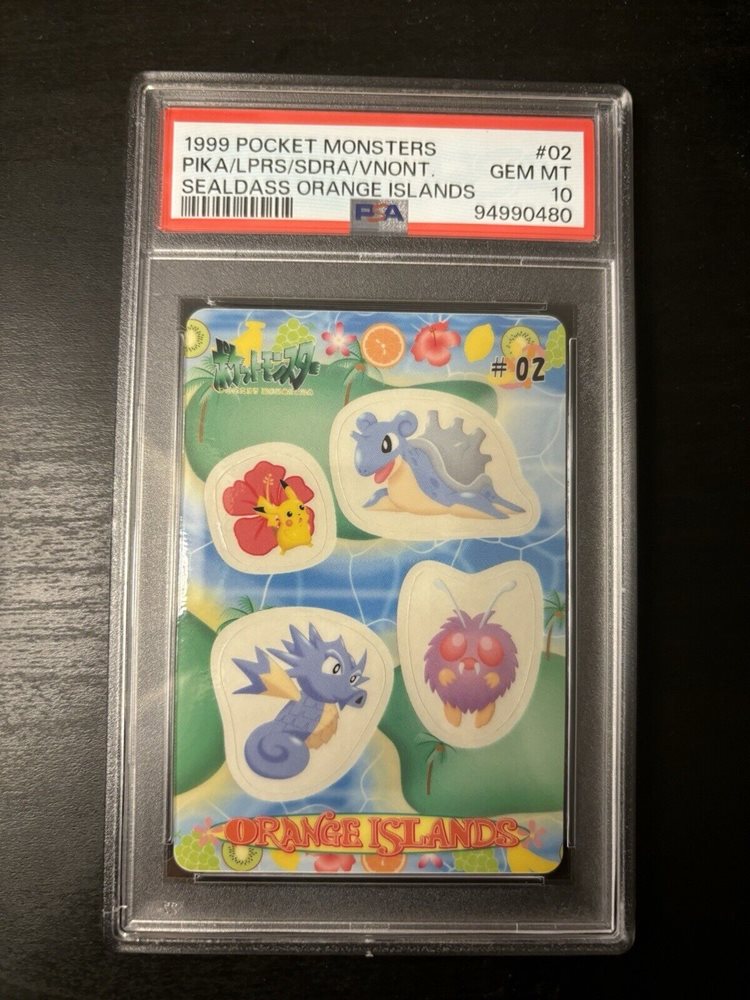 1999 POCKET MONSTERS #02
PIKA/LPRS/SDRA/VNONT. GEM MT
SEALDASS ORANGE ISLANDS 10
PSA 94990480
ポケットモンスター
#02
ORANGE ISLANDS